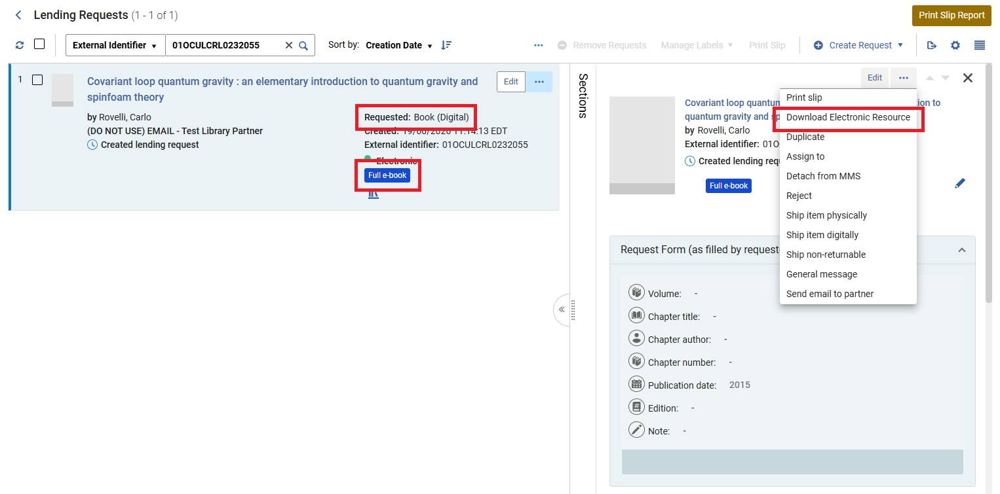 Lending Requests (1 - 1 of 1)
Print Slip Report
External Identifier
01OCULCRL0232055
Sort by: Creation Date
Remove Requests
Manage Labels
Print Slip
Create Request
1
Covariant loop quantum gravity : an elementary introduction to quantum gravity and
spinfoam theory
Edit
by Rovelli, Carlo
(DO NOT USE) EMAIL - Test Library Partner
Created lending request
Requested: Book (Digital)
Created: 19/06/2026 11:14:13 EDT
External identifier: 01OCULCRL0232055
Electronic
Full e-book
Sections
Edit
Covariant loop quantum
ion to
quantum gravity and
by Rovelli, Carlo
External identifier: 01O
Created lending requ
Full e-book
Print slip
Download Electronic Resource
Duplicate
Assign to
Detach from MMS
Reject
Ship item physically
Ship item digitally
Ship non-returnable
General message
Send email to partner
Request Form (as filled by request
Volume: -
Chapter title: -
Chapter author: -
Chapter number: -
Publication date: 2015
Edition: -
Note: -